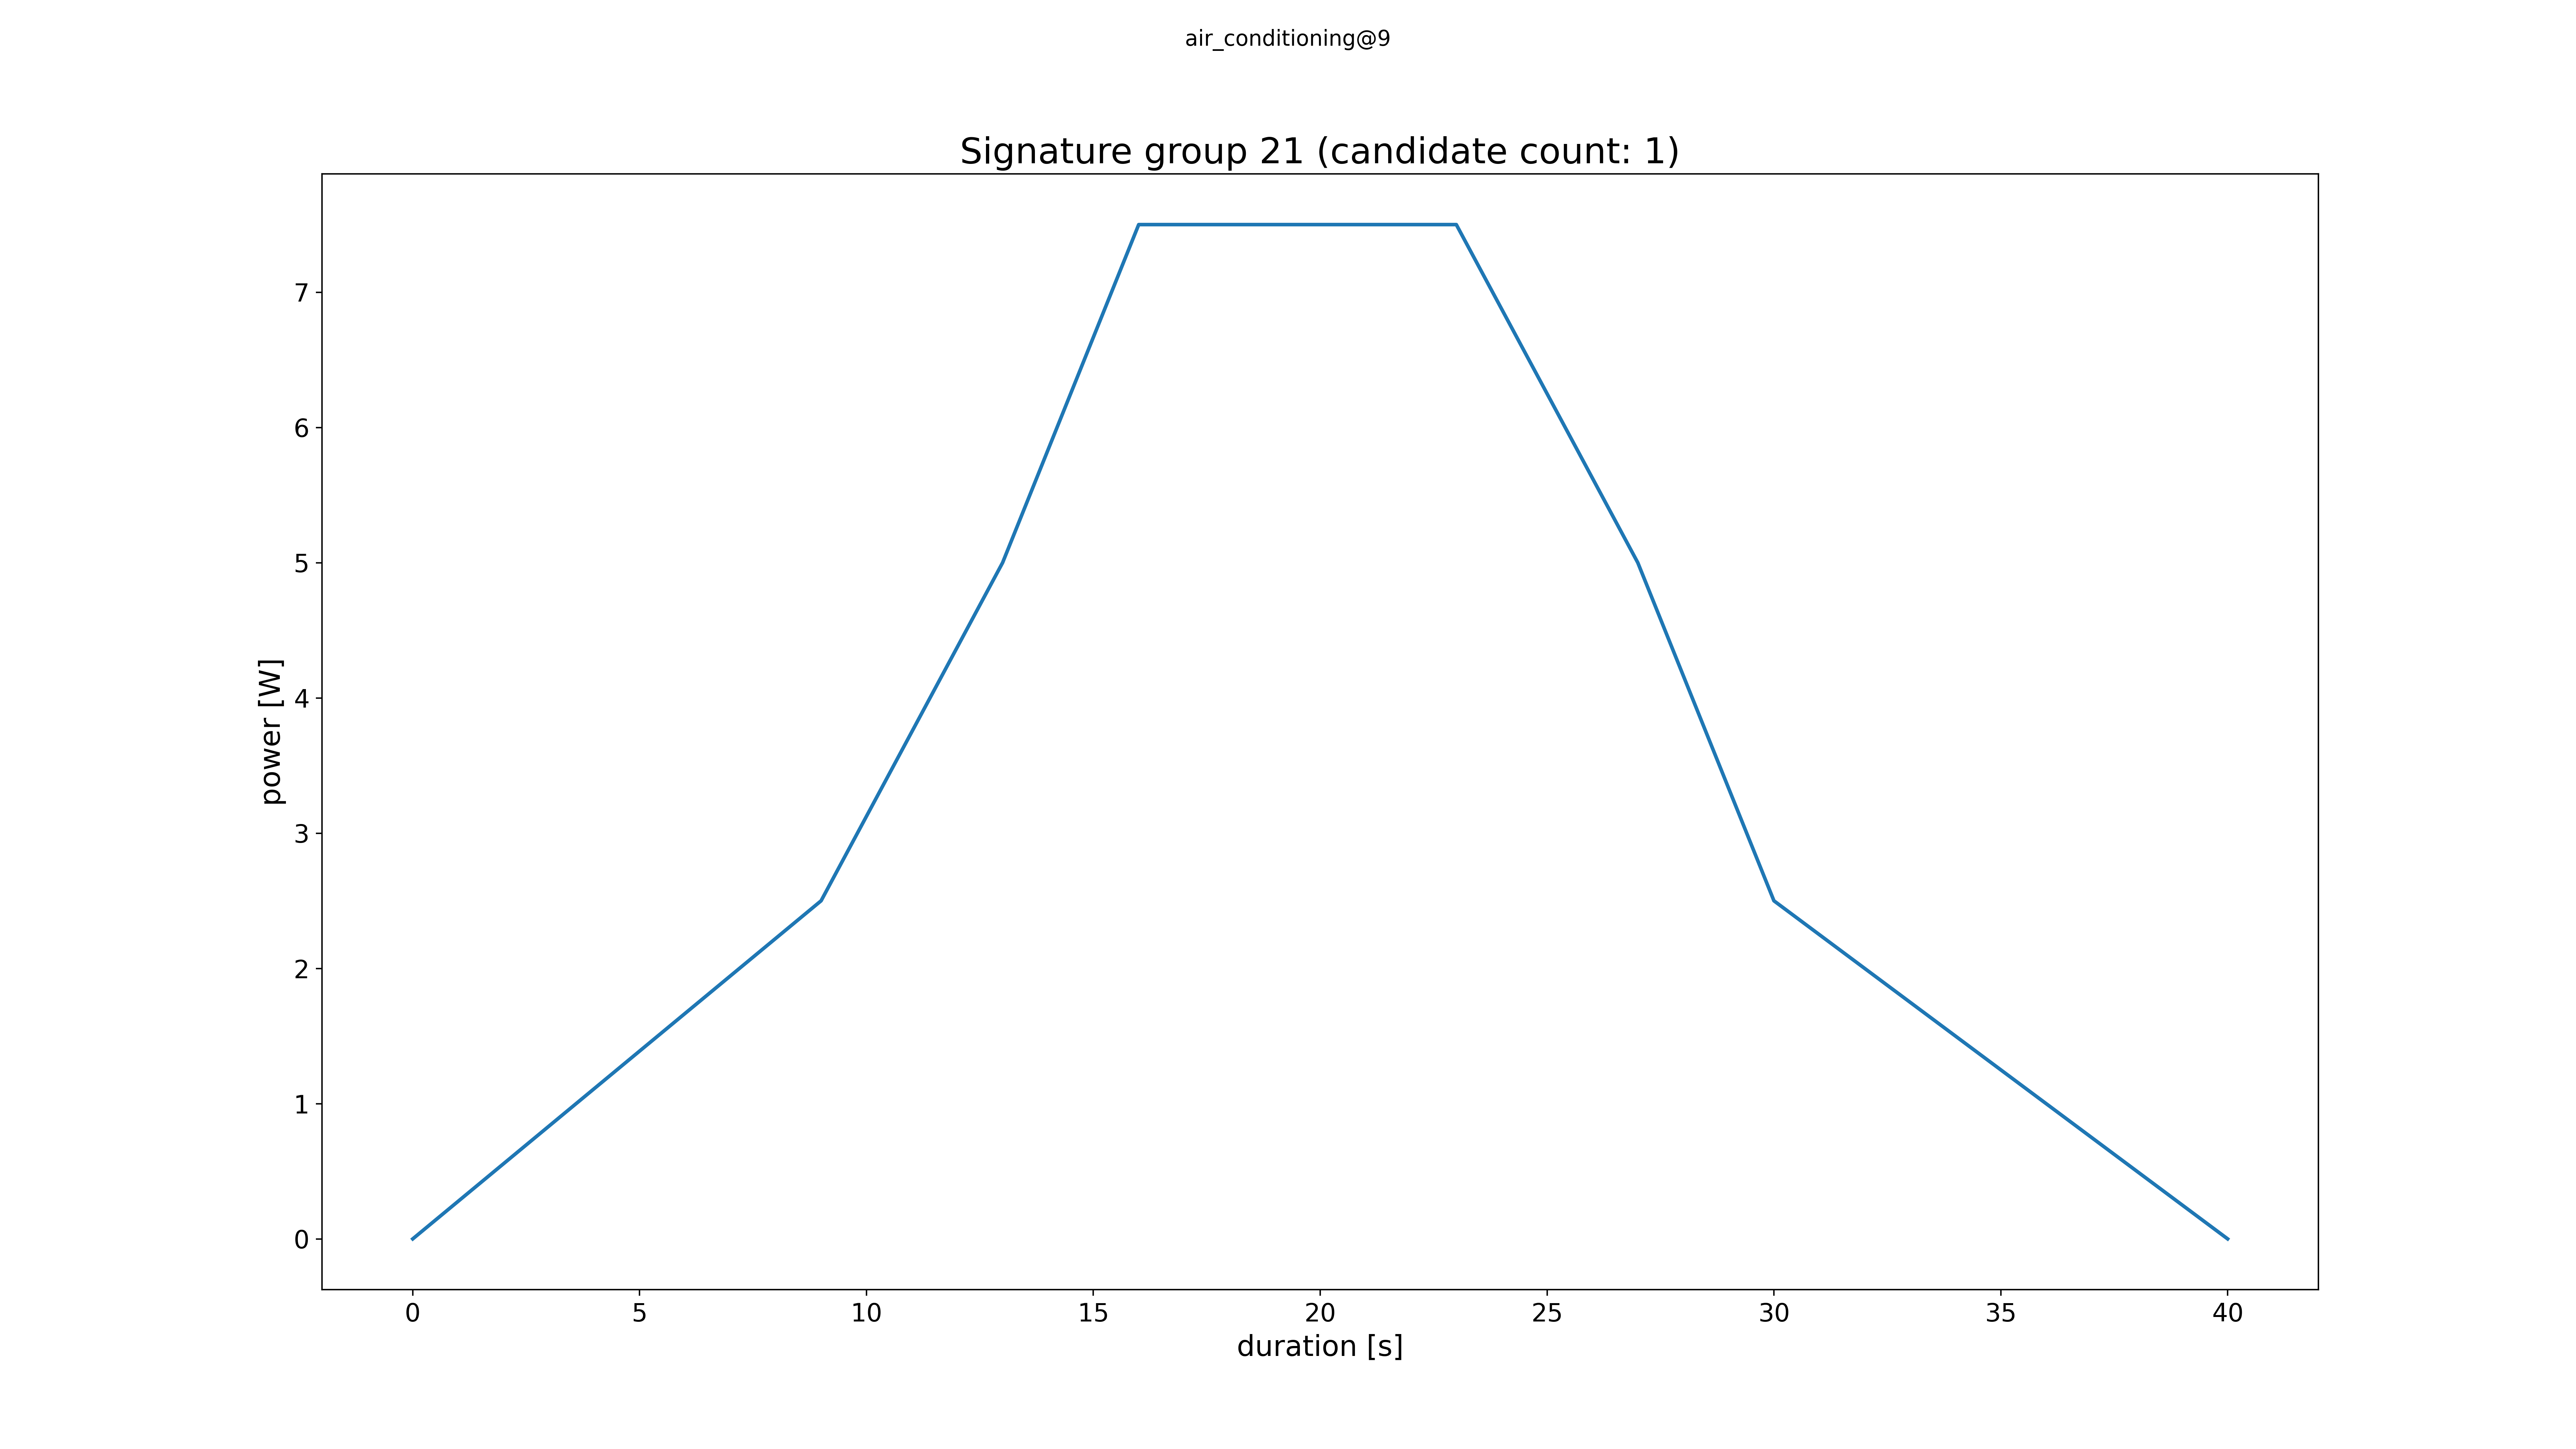 air_conditioning@9
Signature group 21 (candidate count: 1)
power [W]
7
6
5
4
3
2
1
0
0 5 10 15 20 25 30 35 40
duration [s]